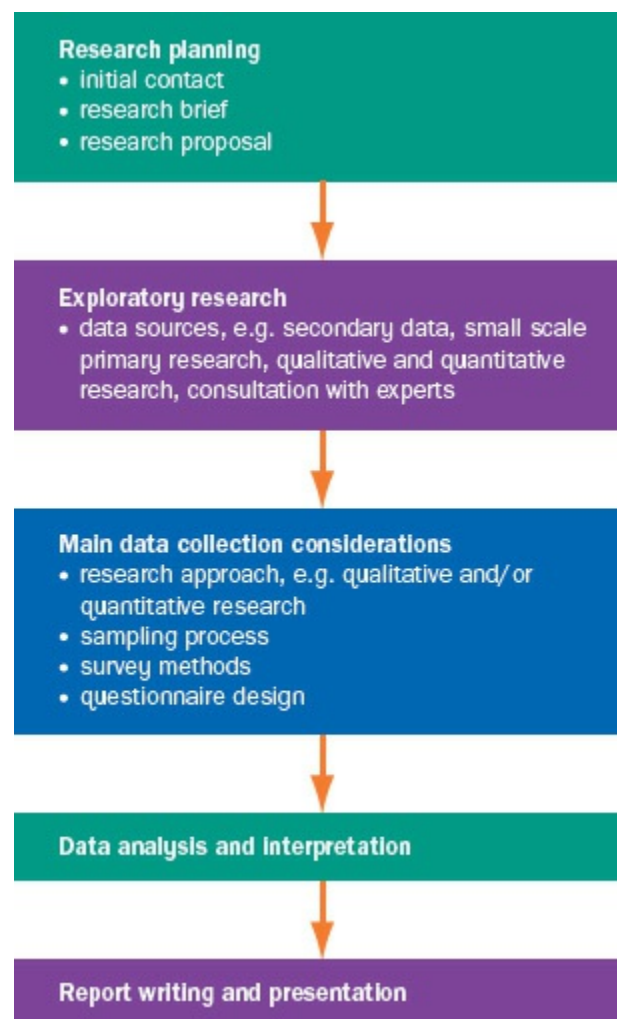 Research planning
• initial contact
• research brief
• research proposal
Exploratory research
• data sources, e.g. secondary data, small scale
primary research, qualitative and quantitative
research, consultation with experts
Main data collection considerations
• research approach, e.g. qualitative and/or
quantitative research
• sampling process
• survey methods
• questionnaire design
Data analysis and interpretation
Report writing and presentation